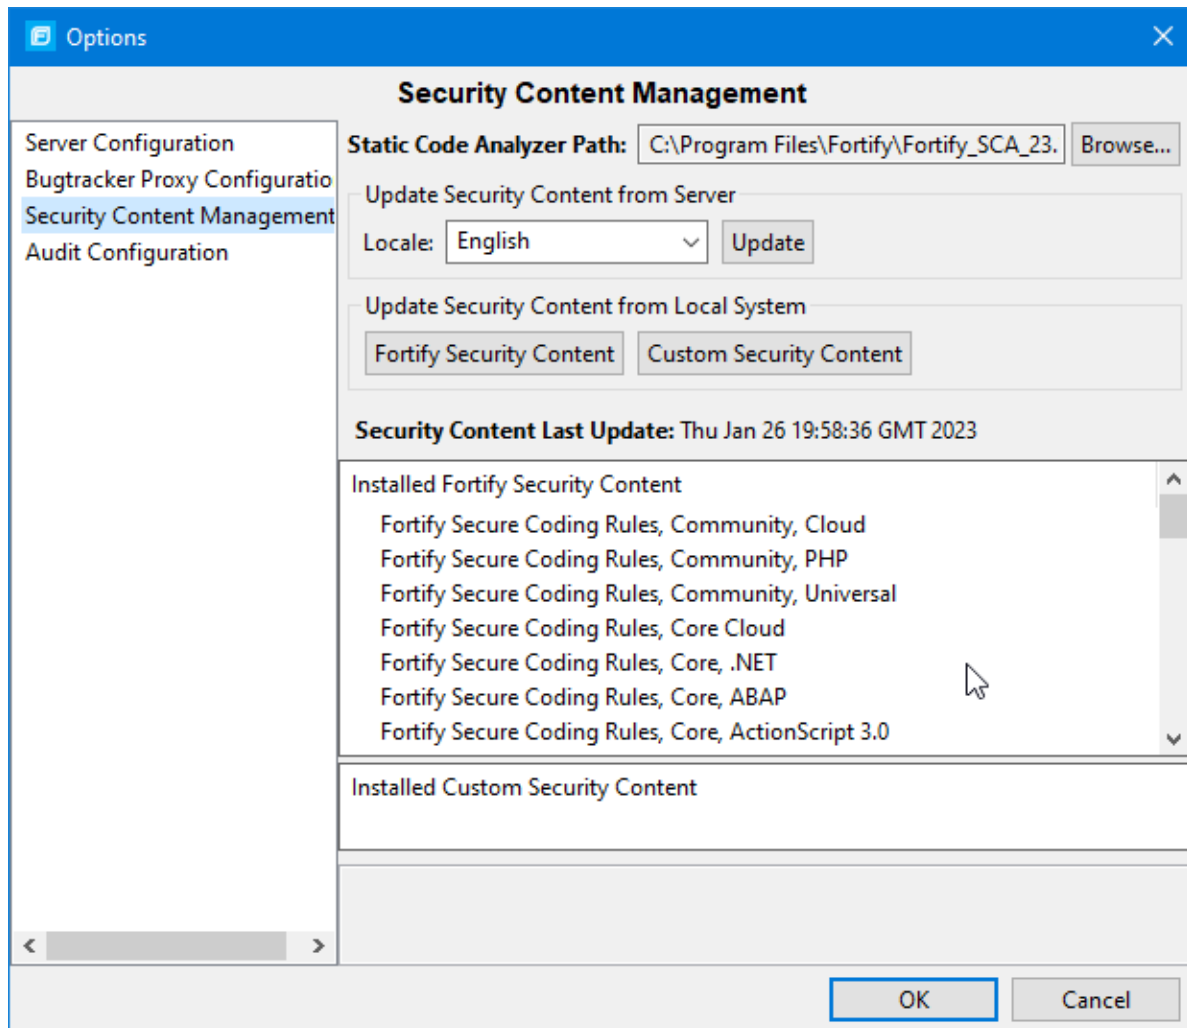 Options
Security Content Management
Server Configuration
Bugtracker Proxy Configuratio
Security Content Management
Audit Configuration
Static Code Analyzer Path: C:\Program Files\Fortify\Fortify_SCA_23. Browse...
Update Security Content from Server
Locale: English Update
Update Security Content from Local System
Fortify Security Content Custom Security Content
Security Content Last Update: Thu Jan 26 19:58:36 GMT 2023
Installed Fortify Security Content
Fortify Secure Coding Rules, Community, Cloud
Fortify Secure Coding Rules, Community, PHP
Fortify Secure Coding Rules, Community, Universal
Fortify Secure Coding Rules, Core Cloud
Fortify Secure Coding Rules, Core, .NET
Fortify Secure Coding Rules, Core, ABAP
Fortify Secure Coding Rules, Core, ActionScript 3.0
Installed Custom Security Content
OK Cancel